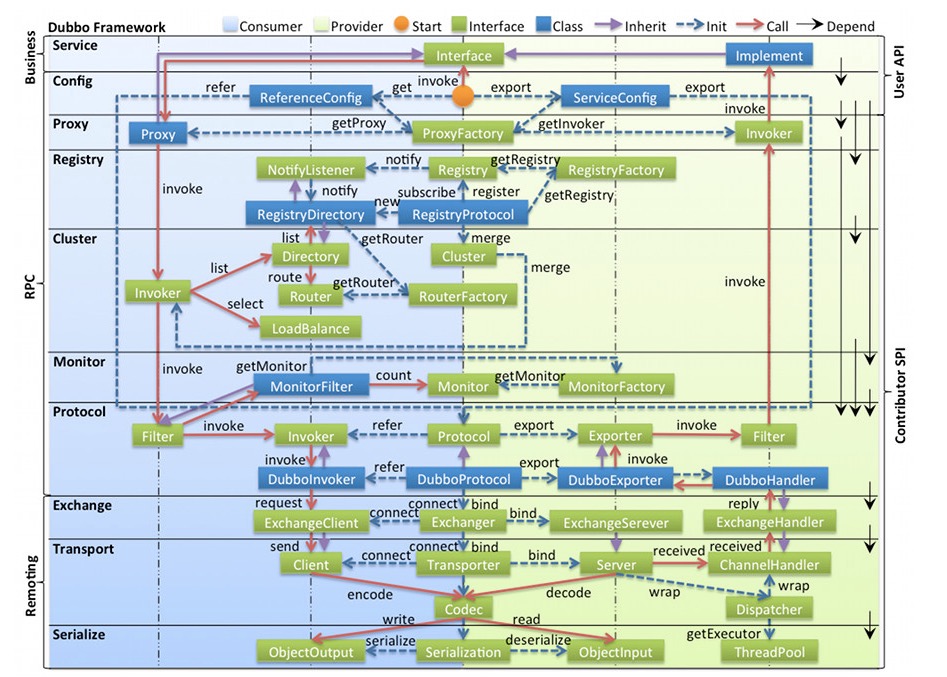 Dubbo Framework
Consumer
Provider
Start
Interface
Class
Inherit
Init
Call
Depend
Business
RPC
Remoting
User API
Contributor SPI
Service
Interface
Implement
Config
refer
ReferenceConfig
get
invoke
export
ServiceConfig
export
Proxy
Proxy
getProxy
ProxyFactory
getInvoker
invoke
Invoker
Registry
NotifyListener
notify
Registry
getRegistry
RegistryFactory
invoke
notify
subscribe
register
getRegistry
RegistryDirectory
new
RegistryProtocol
Cluster
list
getRouter
merge
Directory
Cluster
list
merge
route
getRouter
invoke
Invoker
Router
RouterFactory
select
LoadBalance
Monitor
getMonitor
invoke
MonitorFilter
count
Monitor
getMonitor
MonitorFactory
Protocol
Filter
invoke
Invoker
refer
Protocol
export
Exporter
invoke
Filter
invoke
refer
export
invoke
DubboInvoker
DubboProtocol
DubboExporter
DubboHandler
Exchange
request
connect
bind
reply
ExchangeClient
connect
Exchanger
bind
ExchangeSerever
ExchangeHandler
Transport
send
connect
bind
received
received
Client
connect
Transporter
bind
Server
ChannelHandler
encode
decode
wrap
wrap
Codec
Dispatcher
write
read
Serialize
serialize
deserialize
getExecutor
ObjectOutput
Serialization
ObjectInput
ThreadPool